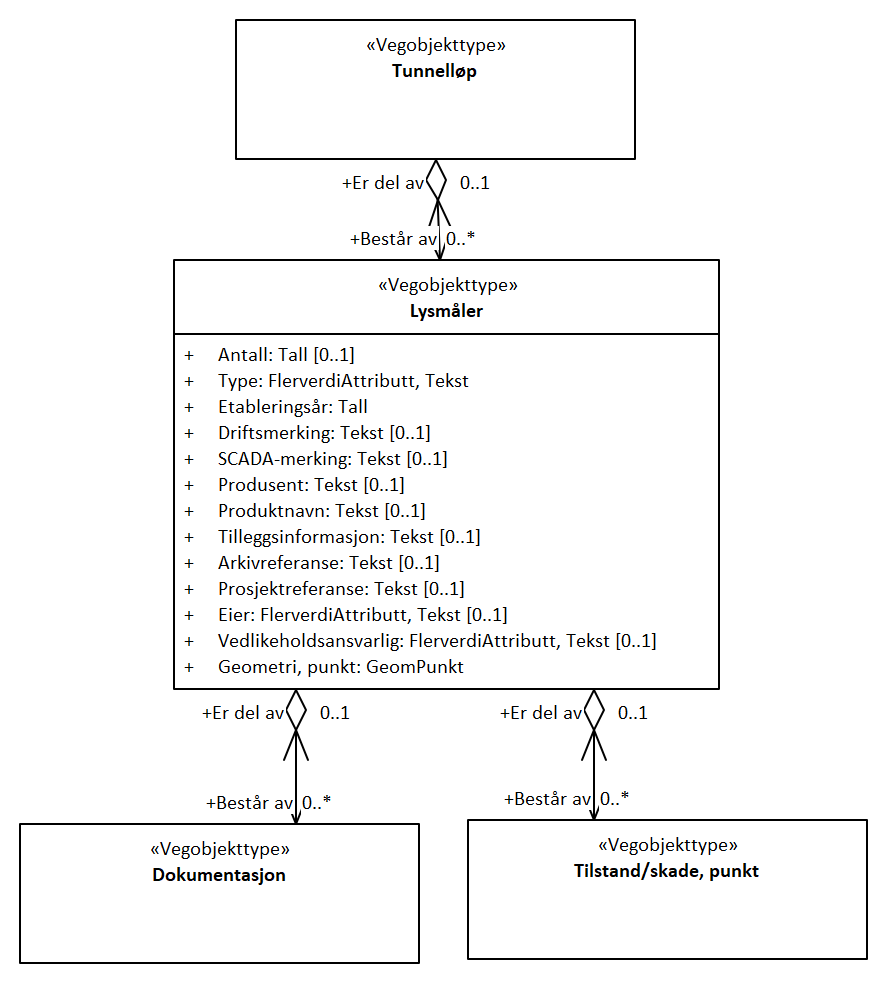 «Vegobjekttype»
Tunnelløp
+Er del av 0..1
+Består av 0..*
«Vegobjekttype»
Lysmåler
+ Antall: Tall [0..1]
+ Type: FlerverdiAttributt, Tekst
+ Etableringsår: Tall
+ Driftsmerking: Tekst [0..1]
+ SCADA-merking: Tekst [0..1]
+ Produsent: Tekst [0..1]
+ Produktnavn: Tekst [0..1]
+ Tilleggsinformasjon: Tekst [0..1]
+ Arkivreferanse: Tekst [0..1]
+ Prosjektreferanse: Tekst [0..1]
+ Eier: FlerverdiAttributt, Tekst [0..1]
+ Vedlikeholdsansvarlig: FlerverdiAttributt, Tekst [0..1]
+ Geometri, punkt: GeomPunkt
+Er del av 0..1
+Består av 0..*
«Vegobjekttype»
Dokumentasjon
+Er del av 0..1
+Består av 0..*
«Vegobjekttype»
Tilstand/skade, punkt